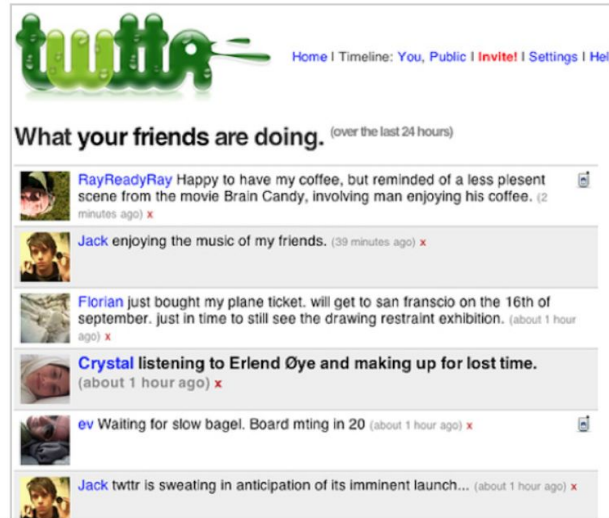 twttr
Home | Timeline: You, Public | Invite! | Settings | Hel
What your friends are doing. (over the last 24 hours)
RayReadyRay Happy to have my coffee, but reminded of a less plesent
scene from the movie Brain Candy, involving man enjoying his coffee. (2
minutes ago) x
Jack enjoying the music of my friends. (39 minutes ago) x
Florian just bought my plane ticket. will get to san franscio on the 16th of
september. just in time to still see the drawing restraint exhibition. (about 1 hour
ago) x
Crystal listening to Erlend Øye and making up for lost time.
(about 1 hour ago) x
ev Waiting for slow bagel. Board mting in 20 (about 1 hour ago) x
Jack twttr is sweating in anticipation of its imminent launch... (about 1 hour ago) x